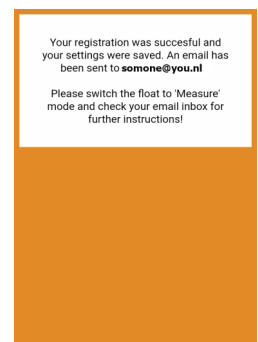 Your registration was succesful and
your settings were saved. An email has
been sent to somone@you.nl
Please switch the float to 'Measure'
mode and check your email inbox for
further instructions!